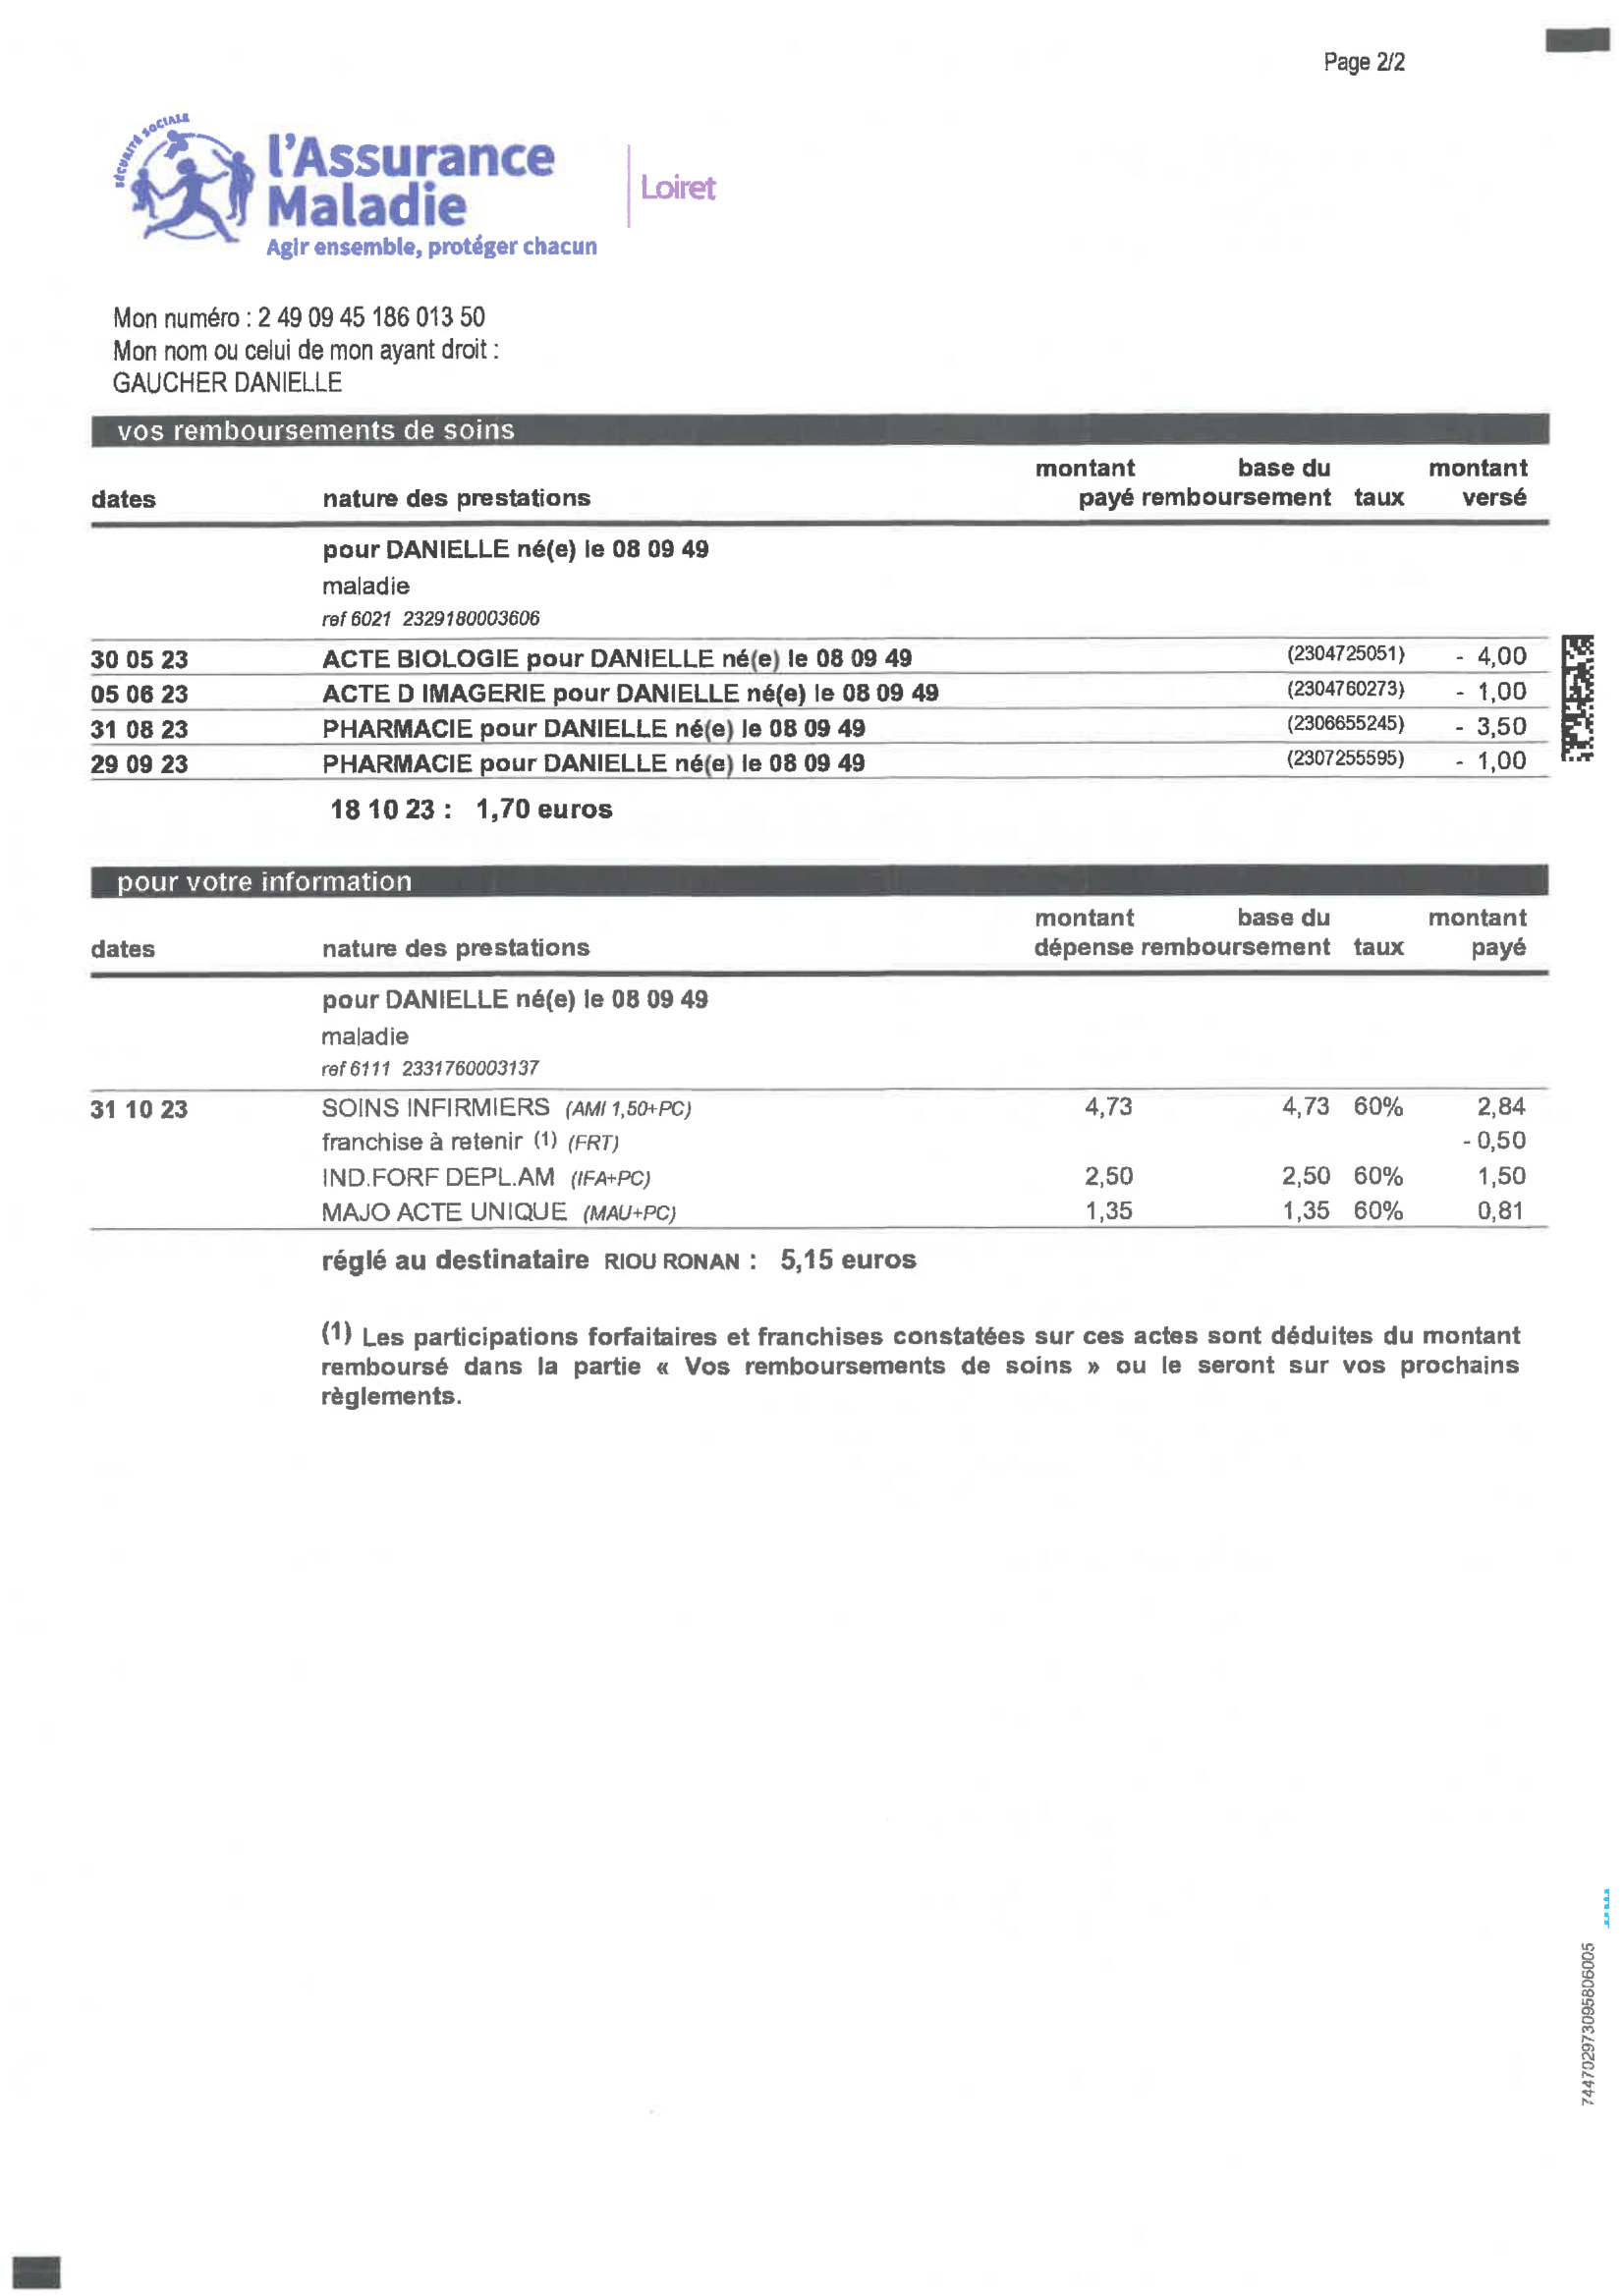 Page 2/2
SÉCURITÉ SOCIALE
l'Assurance
Maladie
Agir ensemble, protéger chacun
Loiret
Mon numéro : 2 49 09 45 186 013 50
Mon nom ou celui de mon ayant droit :
GAUCHER DANIELLE
vos remboursements de soins
montant base du montant
dates nature des prestations payé remboursement taux versé
pour DANIELLE né(e) le 08 09 49
maladie
ref 6021 2329180003606
30 05 23 ACTE BIOLOGIE pour DANIELLE né(e) le 08 09 49 (2304725051) - 4,00
05 06 23 ACTE D IMAGERIE pour DANIELLE né(e) le 08 09 49 (2304760273) - 1,00
31 08 23 PHARMACIE pour DANIELLE né(e) le 08 09 49 (2306655245) - 3,50
29 09 23 PHARMACIE pour DANIELLE né(e) le 08 09 49 (2307255595) - 1,00
18 10 23 : 1,70 euros
pour votre information
montant base du montant
dates nature des prestations dépense remboursement taux payé
pour DANIELLE né(e) le 08 09 49
maladie
ref 6111 2331760003137
31 10 23 SOINS INFIRMIERS (AMI 1,50+PC) 4,73 4,73 60% 2,84
franchise à retenir (1) (FRT) - 0,50
IND.FORF DEPL.AM (IFA+PC) 2,50 2,50 60% 1,50
MAJO ACTE UNIQUE (MAU+PC) 1,35 1,35 60% 0,81
réglé au destinataire RIOU RONAN : 5,15 euros
(1) Les participations forfaitaires et franchises constatées sur ces actes sont déduites du montant
remboursé dans la partie « Vos remboursements de soins » ou le seront sur vos prochains
règlements.
744702973095806005